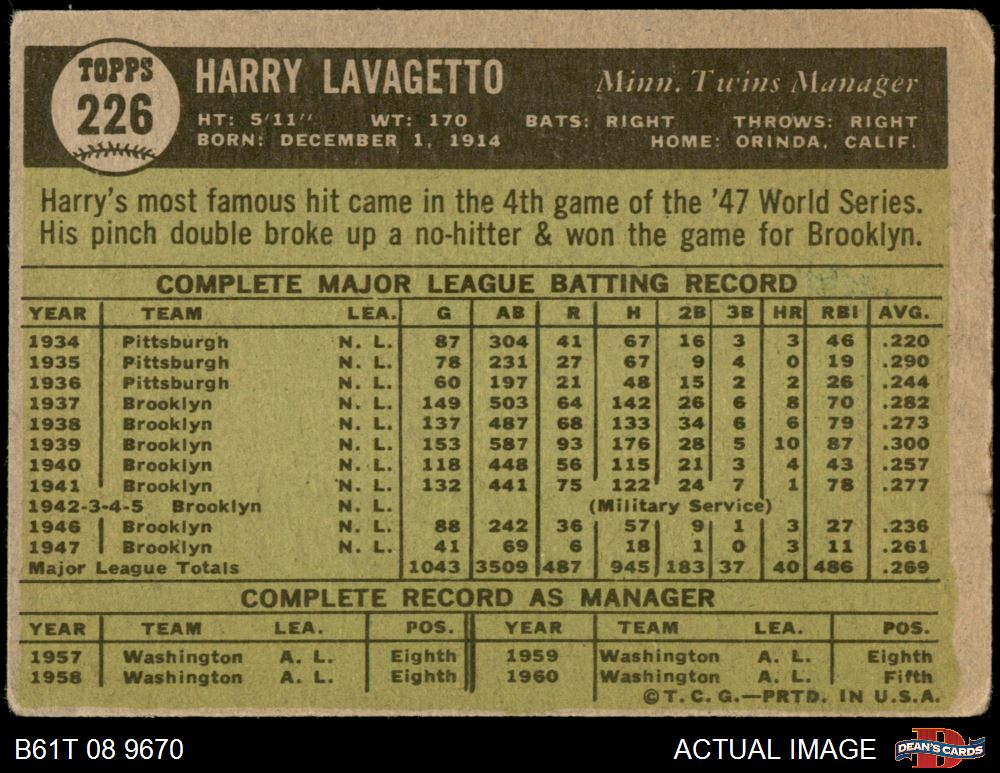 TOPPS
226
HARRY LAVAGETTO Minn. Twins Manager
HT: 5'11" WT: 170 BATS: RIGHT THROWS: RIGHT
BORN: DECEMBER 1, 1914 HOME: ORINDA, CALIF.
Harry's most famous hit came in the 4th game of the '47 World Series.
His pinch double broke up a no-hitter & won the game for Brooklyn.
COMPLETE MAJOR LEAGUE BATTING RECORD
YEAR TEAM LEA. G AB R H 2B 3B HR RBI AVG.
1934 Pittsburgh N. L. 87 304 41 67 16 3 3 46 .220
1935 Pittsburgh N. L. 78 231 27 67 9 4 0 19 .290
1936 Pittsburgh N. L. 60 197 21 48 15 2 2 26 .244
1937 Brooklyn N. L. 149 503 64 142 26 6 8 70 .282
1938 Brooklyn N. L. 137 487 68 133 34 6 6 79 .273
1939 Brooklyn N. L. 153 587 93 176 28 5 10 87 .300
1940 Brooklyn N. L. 118 448 56 115 21 3 4 43 .257
1941 Brooklyn N. L. 132 441 75 122 24 7 1 78 .277
1942-3-4-5 Brooklyn N. L. (Military Service)
1946 Brooklyn N. L. 88 242 36 57 9 1 3 27 .236
1947 Brooklyn N. L. 41 69 6 18 1 0 3 11 .261
Major League Totals 1043 3509 487 945 183 37 40 486 .269
COMPLETE RECORD AS MANAGER
YEAR TEAM LEA. POS. YEAR TEAM LEA. POS.
1957 Washington A. L. Eighth 1959 Washington A. L. Eighth
1958 Washington A. L. Eighth 1960 Washington A. L. Fifth
©T.C.G.—PRTD. IN U.S.A.
B61T 08 9670 ACTUAL IMAGE DEAN'S CARDS